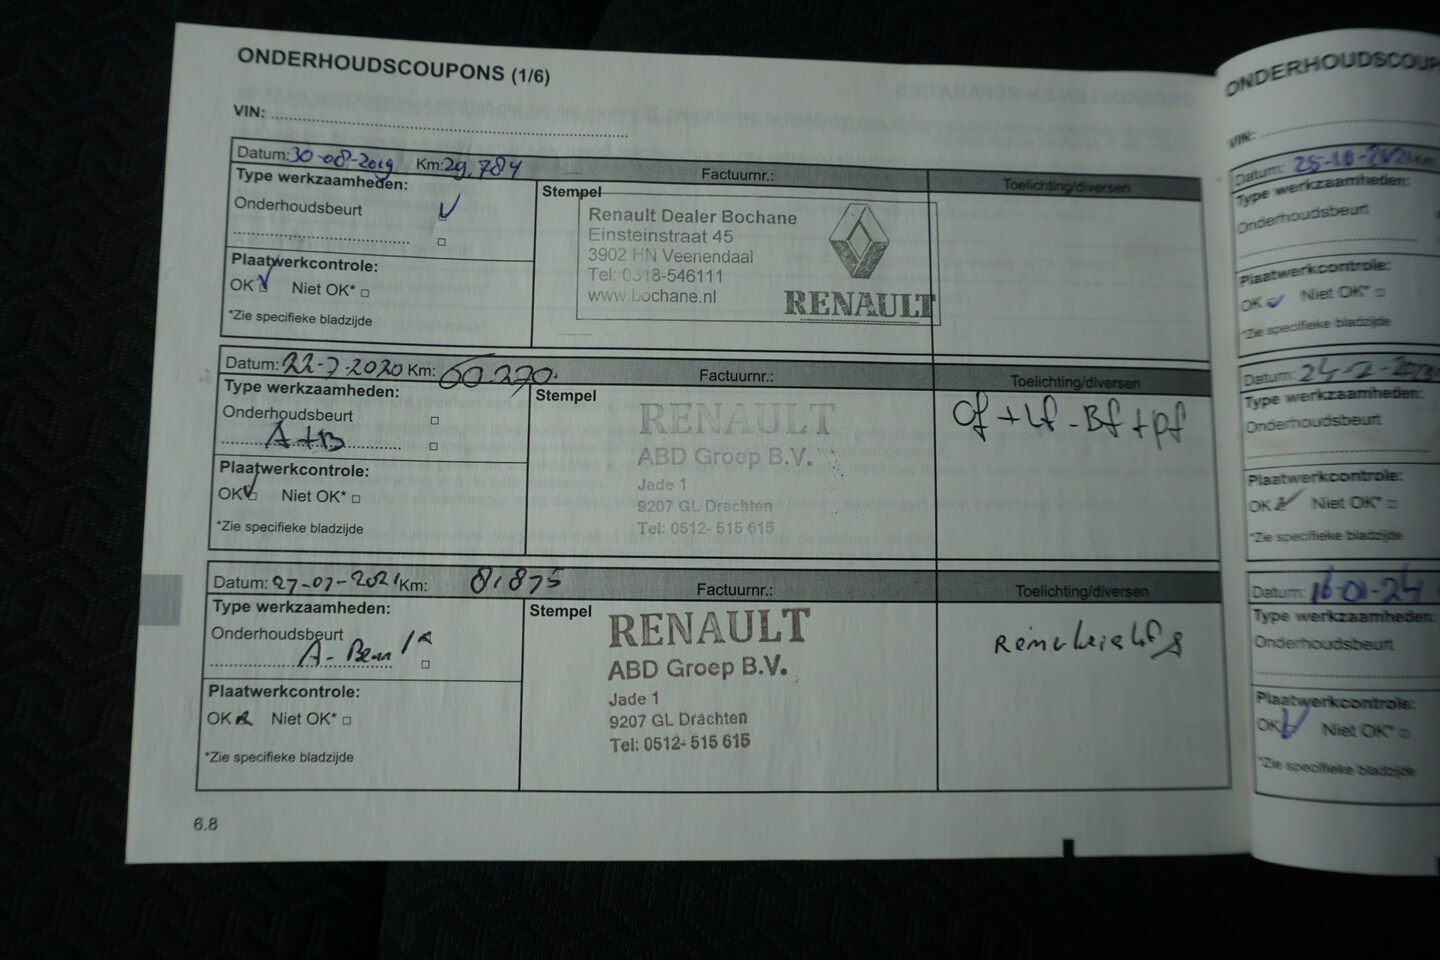 ONDERHOUDSCOUPONS (1/6)
VIN:
Datum: 30-08-2019 Km: 29.784 Factuurnr.: Toelichting/diversen
Type werkzaamheden:
Onderhoudsbeurt
Plaatwerkcontrole:
OK Niet OK*
*Zie specifieke bladzijde
Stempel
Renault Dealer Bochane
Einsteinstraat 45
3902 HN Veenendaal
Tel: 0318-546111
www.bochane.nl
RENAULT
Datum: 22-7-2020 Km: 60.270. Factuurnr.: Toelichting/diversen
Type werkzaamheden:
Onderhoudsbeurt
A+B
Plaatwerkcontrole:
OK Niet OK*
*Zie specifieke bladzijde
Stempel
RENAULT
ABD Groep B.V.
Jade 1
9207 GL Drachten
Tel: 0512- 515 615
Of + Lf - Bf + pf
Datum: 27-07-2021 Km: 81875 Factuurnr.: Toelichting/diversen
Type werkzaamheden:
Onderhoudsbeurt
Plaatwerkcontrole:
OK Niet OK*
*Zie specifieke bladzijde
Stempel
RENAULT
ABD Groep B.V.
Jade 1
9207 GL Drachten
Tel: 0512- 515 615
6.8
VIN:
Datum:
Type werkzaamheden:
Onderhoudsbeurt
Plaatwerkcontrole:
OK Niet OK*
*Zie specifieke bladzijde
Datum:
Type werkzaamheden:
Onderhoudsbeurt
Plaatwerkcontrole:
OK Niet OK*
*Zie specifieke bladzijde
Datum: 16-01-24
Type werkzaamheden:
Onderhoudsbeurt
Plaatwerkcontrole:
OK Niet OK*
*Zie specifieke bladzijde